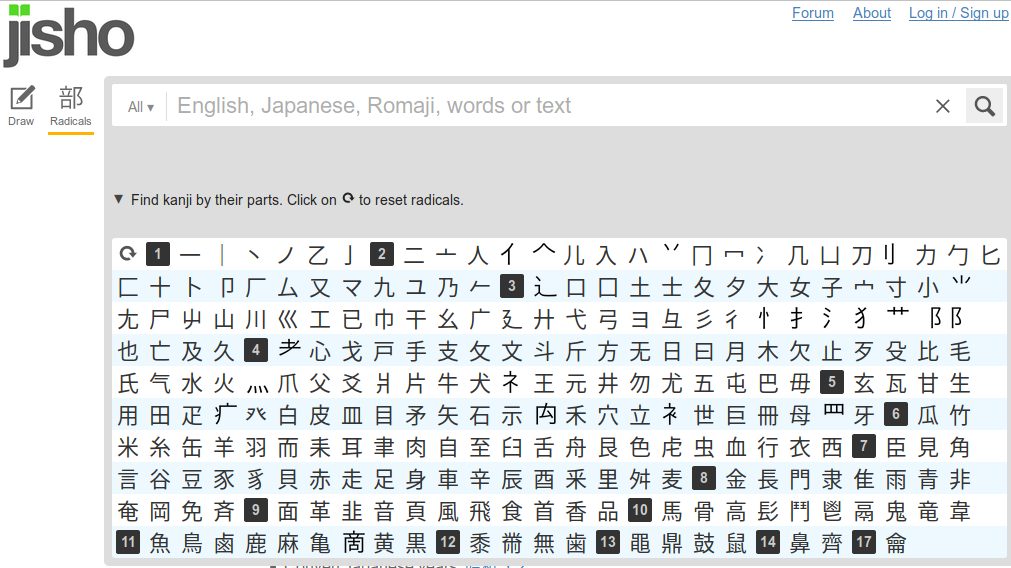 jisho
Forum About Log in / Sign up
Draw 部 Radicals
All ▾ English, Japanese, Romaji, words or text
▼ Find kanji by their parts. Click on to reset radicals.
1 一 | 丶 ノ 乙 亅 2 二 亠 人 亻 𠆢 儿 入 ハ 丷 冂 冖 冫 几 凵 刀 刂 力 勹 匕
匚 十 卜 卩 厂 厶 又 マ 九 ユ 乃 𠂉 3 辶 口 囗 土 士 夂 夕 大 女 子 宀 寸 小 ⺌
尢 尸 屮 山 川 巛 工 已 巾 干 幺 广 廴 廾 弋 弓 ヨ 彑 彡 彳 忄 扌 氵 犭 艹 阝 阝
也 亡 及 久 4 耂 心 戈 戸 手 支 攵 文 斗 斤 方 无 日 曰 月 木 欠 止 歹 殳 比 毛
氏 气 水 火 灬 爪 父 爻 爿 片 牛 犬 礻 王 元 井 勿 尤 五 屯 巴 毋 5 玄 瓦 甘 生
用 田 疋 疒 癶 白 皮 皿 目 矛 矢 石 示 禸 禾 穴 立 衤 世 巨 冊 母 罒 牙 6 瓜 竹
米 糸 缶 羊 羽 而 耒 耳 聿 肉 自 至 臼 舌 舟 艮 色 虍 虫 血 行 衣 西 7 臣 見 角
言 谷 豆 豕 豸 貝 赤 走 足 身 車 辛 辰 酉 釆 里 舛 麦 8 金 長 門 隶 隹 雨 青 非
奄 岡 免 斉 9 面 革 韭 音 頁 風 飛 食 首 香 品 10 馬 骨 高 髟 鬥 鬯 鬲 鬼 竜 韋
11 魚 鳥 鹵 鹿 麻 亀 啇 黄 黒 12 黍 黹 無 歯 13 黽 鼎 鼓 鼠 14 鼻 齊 17 龠